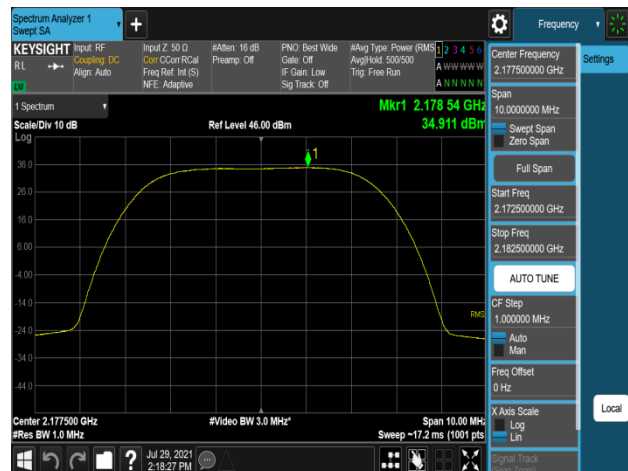 Spectrum Analyzer 1
Swept SA
+
Frequency
KEYSIGHT
RL
Input: RF
Coupling: DC
Align: Auto
Input Z: 50 Ω
Corr CCorr RCal
Freq Ref: Int (S)
NFE: Adaptive
#Atten: 16 dB
Preamp: Off
PNO: Best Wide
Gate: Off
IF Gain: Low
Sig Track: Off
#Avg Type: Power (RMS
Avg|Hold: 500/500
Trig: Free Run
1 2 3 4 5 6
A W W W W W
A N N N N N
1 Spectrum
Scale/Div 10 dB
Log
Ref Level 46.00 dBm
Mkr1 2.178 54 GHz
34.911 dBm
1
36.0
26.0
16.0
6.00
-4.00
-14.0
-24.0
-34.0
-44.0
RMS
Center 2.177500 GHz
#Res BW 1.0 MHz
#Video BW 3.0 MHz*
Span 10.00 MHz
Sweep ~17.2 ms (1001 pts
?
Jul 29, 2021
2:18:27 PM
Center Frequency
2.177500000 GHz
Span
10.0000000 MHz
Swept Span
Zero Span
Full Span
Start Freq
2.172500000 GHz
Stop Freq
2.182500000 GHz
AUTO TUNE
CF Step
1.000000 MHz
Auto
Man
Freq Offset
0 Hz
X Axis Scale
Log
Lin
Signal Track
Settings
Local